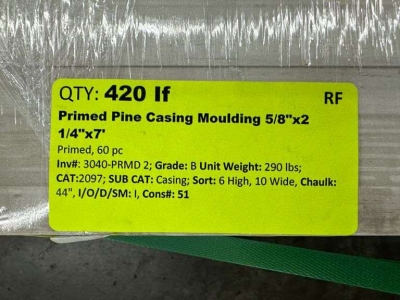 QTY: 420 lf RF
Primed Pine Casing Moulding 5/8"x2
1/4"x7'
Primed, 60 pc
Inv#: 3040-PRMD 2; Grade: B Unit Weight: 290 lbs;
CAT:2097; SUB CAT: Casing; Sort: 6 High, 10 Wide, Chaulk:
44", I/O/D/SM: I, Cons#: 51